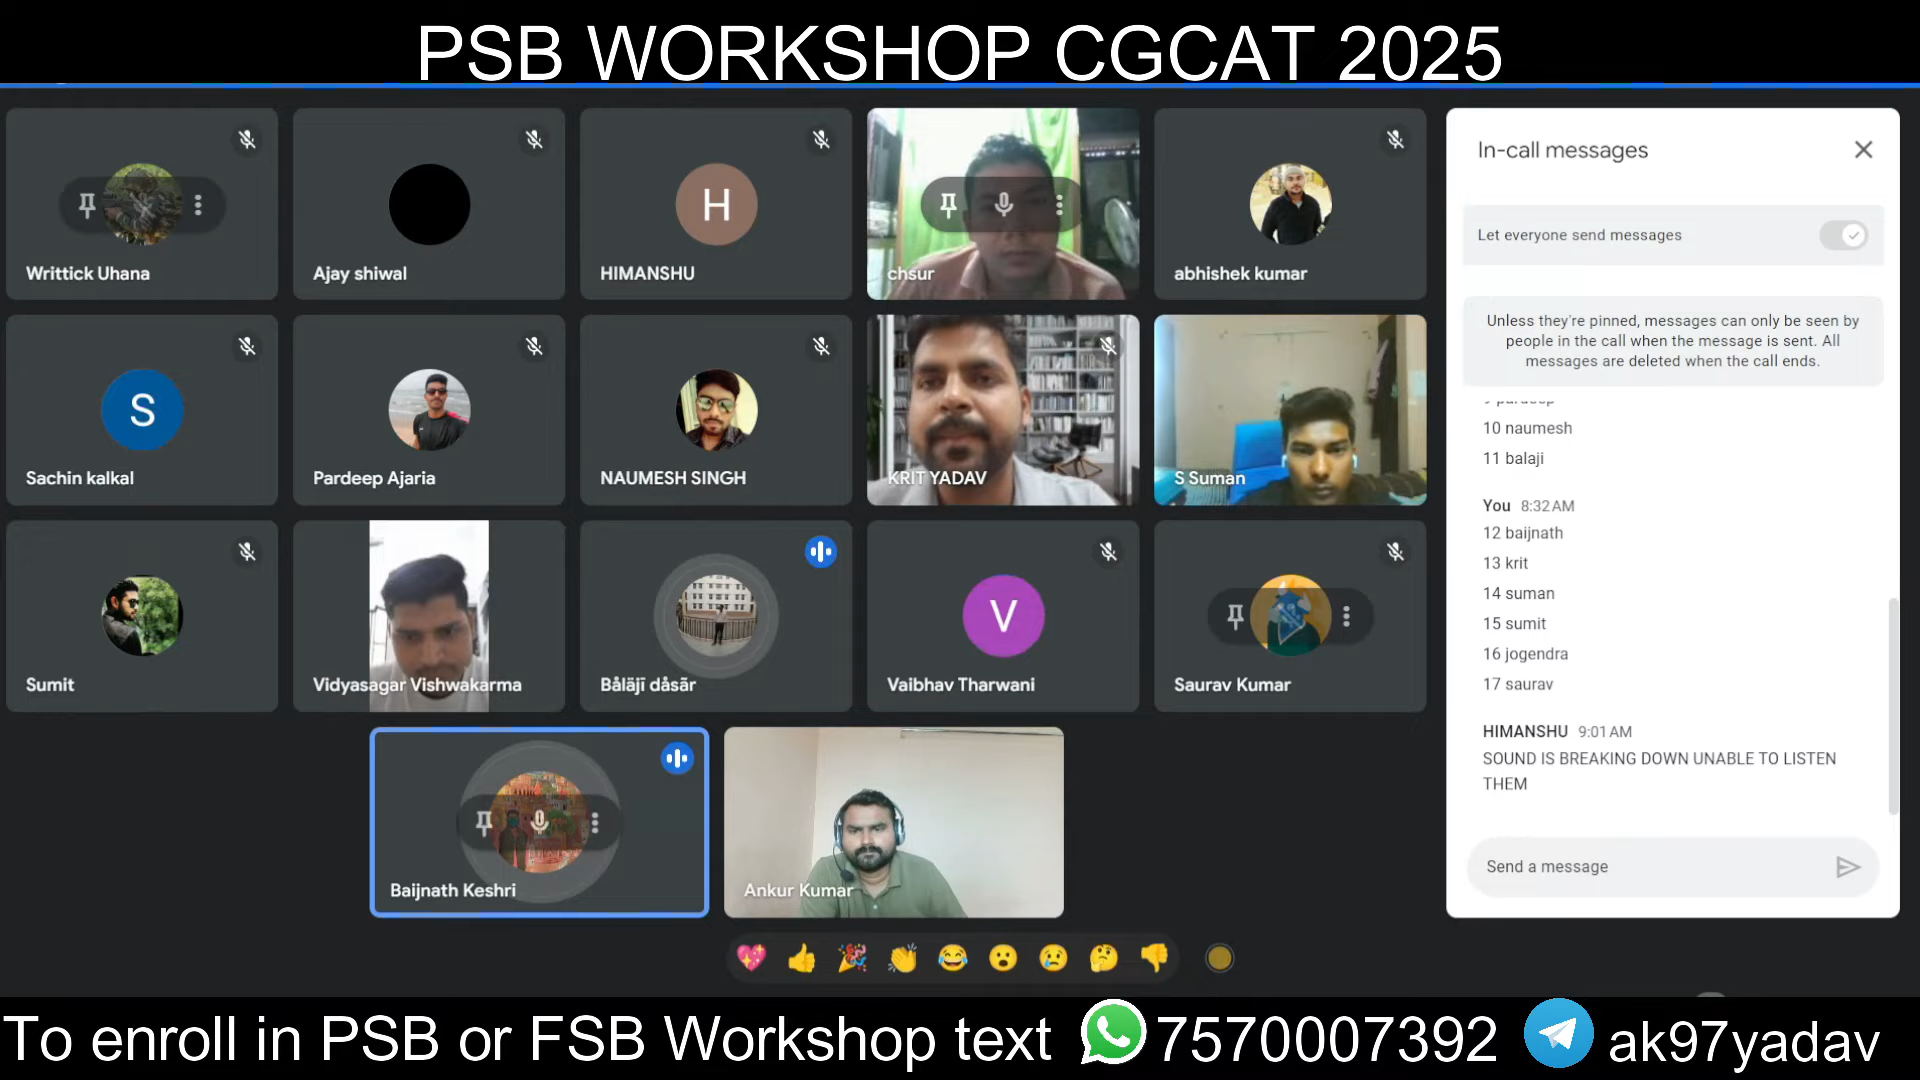 PSB WORKSHOP CGCAT 2025
Writtick Uhana
Ajay shiwal
H
HIMANSHU
chsur
abhishek kumar
S
Sachin kalkal
Pardeep Ajaria
NAUMESH SINGH
KRIT YADAV
S Suman
Sumit
Vidyasagar Vishwakarma
Båläjï dåsãr
V
Vaibhav Tharwani
Saurav Kumar
Baijnath Keshri
Ankur Kumar
In-call messages
Let everyone send messages
Unless they're pinned, messages can only be seen by
people in the call when the message is sent. All
messages are deleted when the call ends.
9 pardeep
10 naumesh
11 balaji
You 8:32 AM
12 baijnath
13 krit
14 suman
15 sumit
16 jogendra
17 saurav
HIMANSHU 9:01 AM
SOUND IS BREAKING DOWN UNABLE TO LISTEN
THEM
Send a message
To enroll in PSB or FSB Workshop text 7570007392 ak97yadav